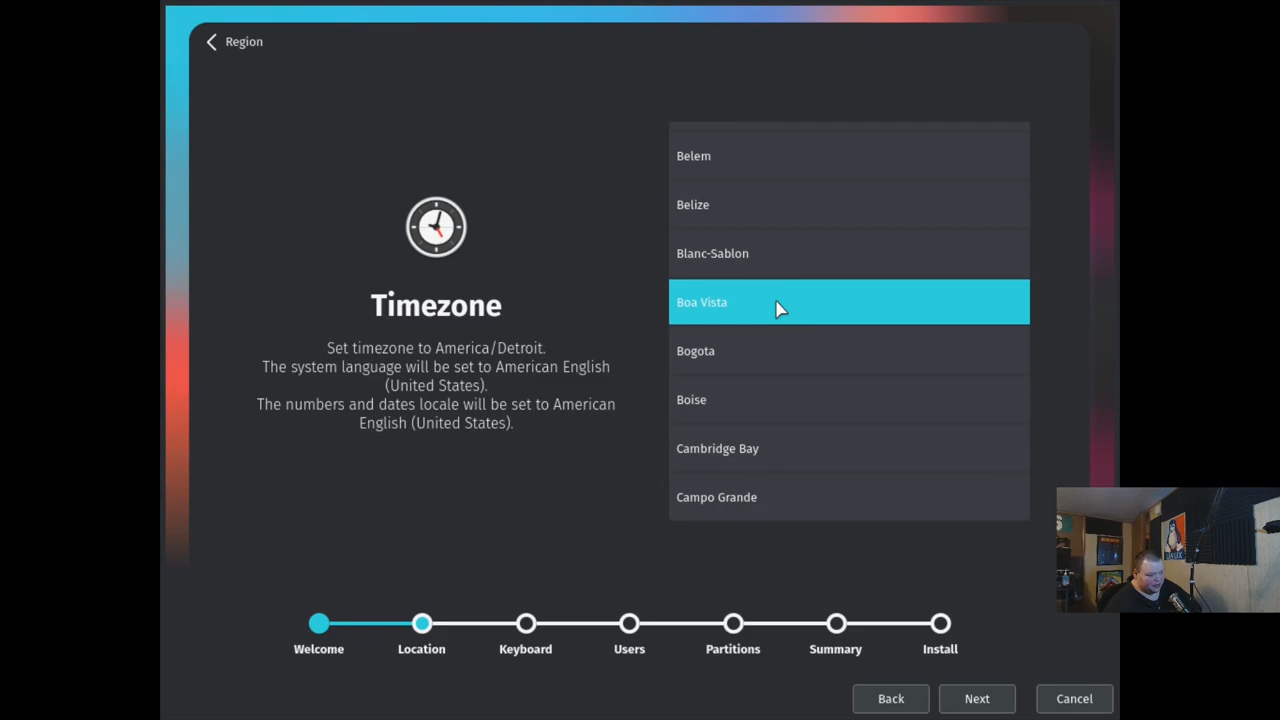 Region
Timezone
Set timezone to America/Detroit.
The system language will be set to American English
(United States).
The numbers and dates locale will be set to American
English (United States).
Belem
Belize
Blanc-Sablon
Boa Vista
Bogota
Boise
Cambridge Bay
Campo Grande
LINUX
Welcome
Location
Keyboard
Users
Partitions
Summary
Install
Back
Next
Cancel